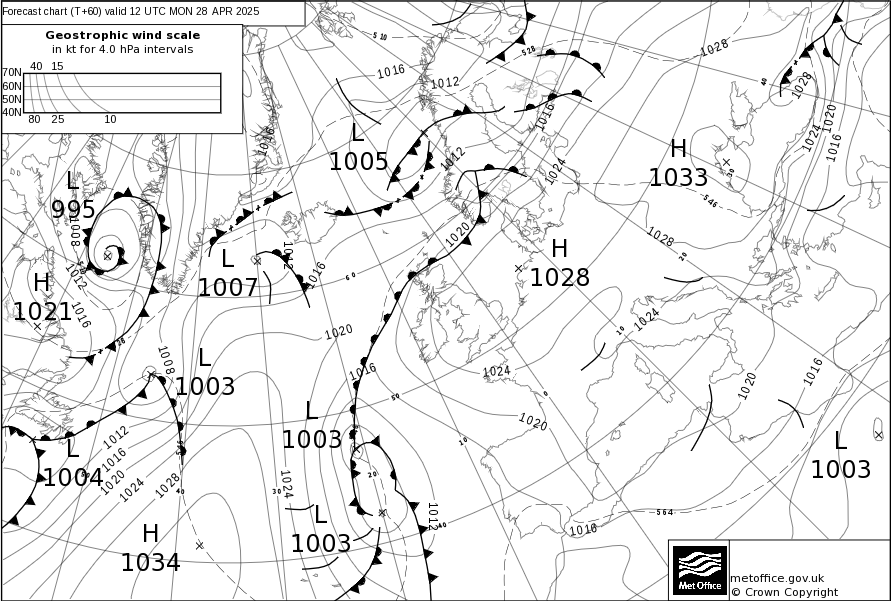 Forecast chart (T+60) valid 12 UTC MON 28 APR 2025
Geostrophic wind scale
in kt for 4.0 hPa intervals
40 15
70N
60N
50N
40N
80 25 10
510
528
1028
1016
1012
40
1028
1016
1020
1024
1016
1016
L
1005
1012
H
1033
30
1024
546
L
995
1008
1020
1028
20
H
1028
L
1007
1012
1016
60
1012
H
1021
1016
1020
1024
10
1008
L
1003
1016
1024
0
1020
1016
50
L
1003
1020
10
1012
1016
1020
1024
1028
L
1004
40
30
1024
20
L
1003
L
1003
1012
40
564
1016
H
1034
metoffice.gov.uk
© Crown Copyright
Met Office